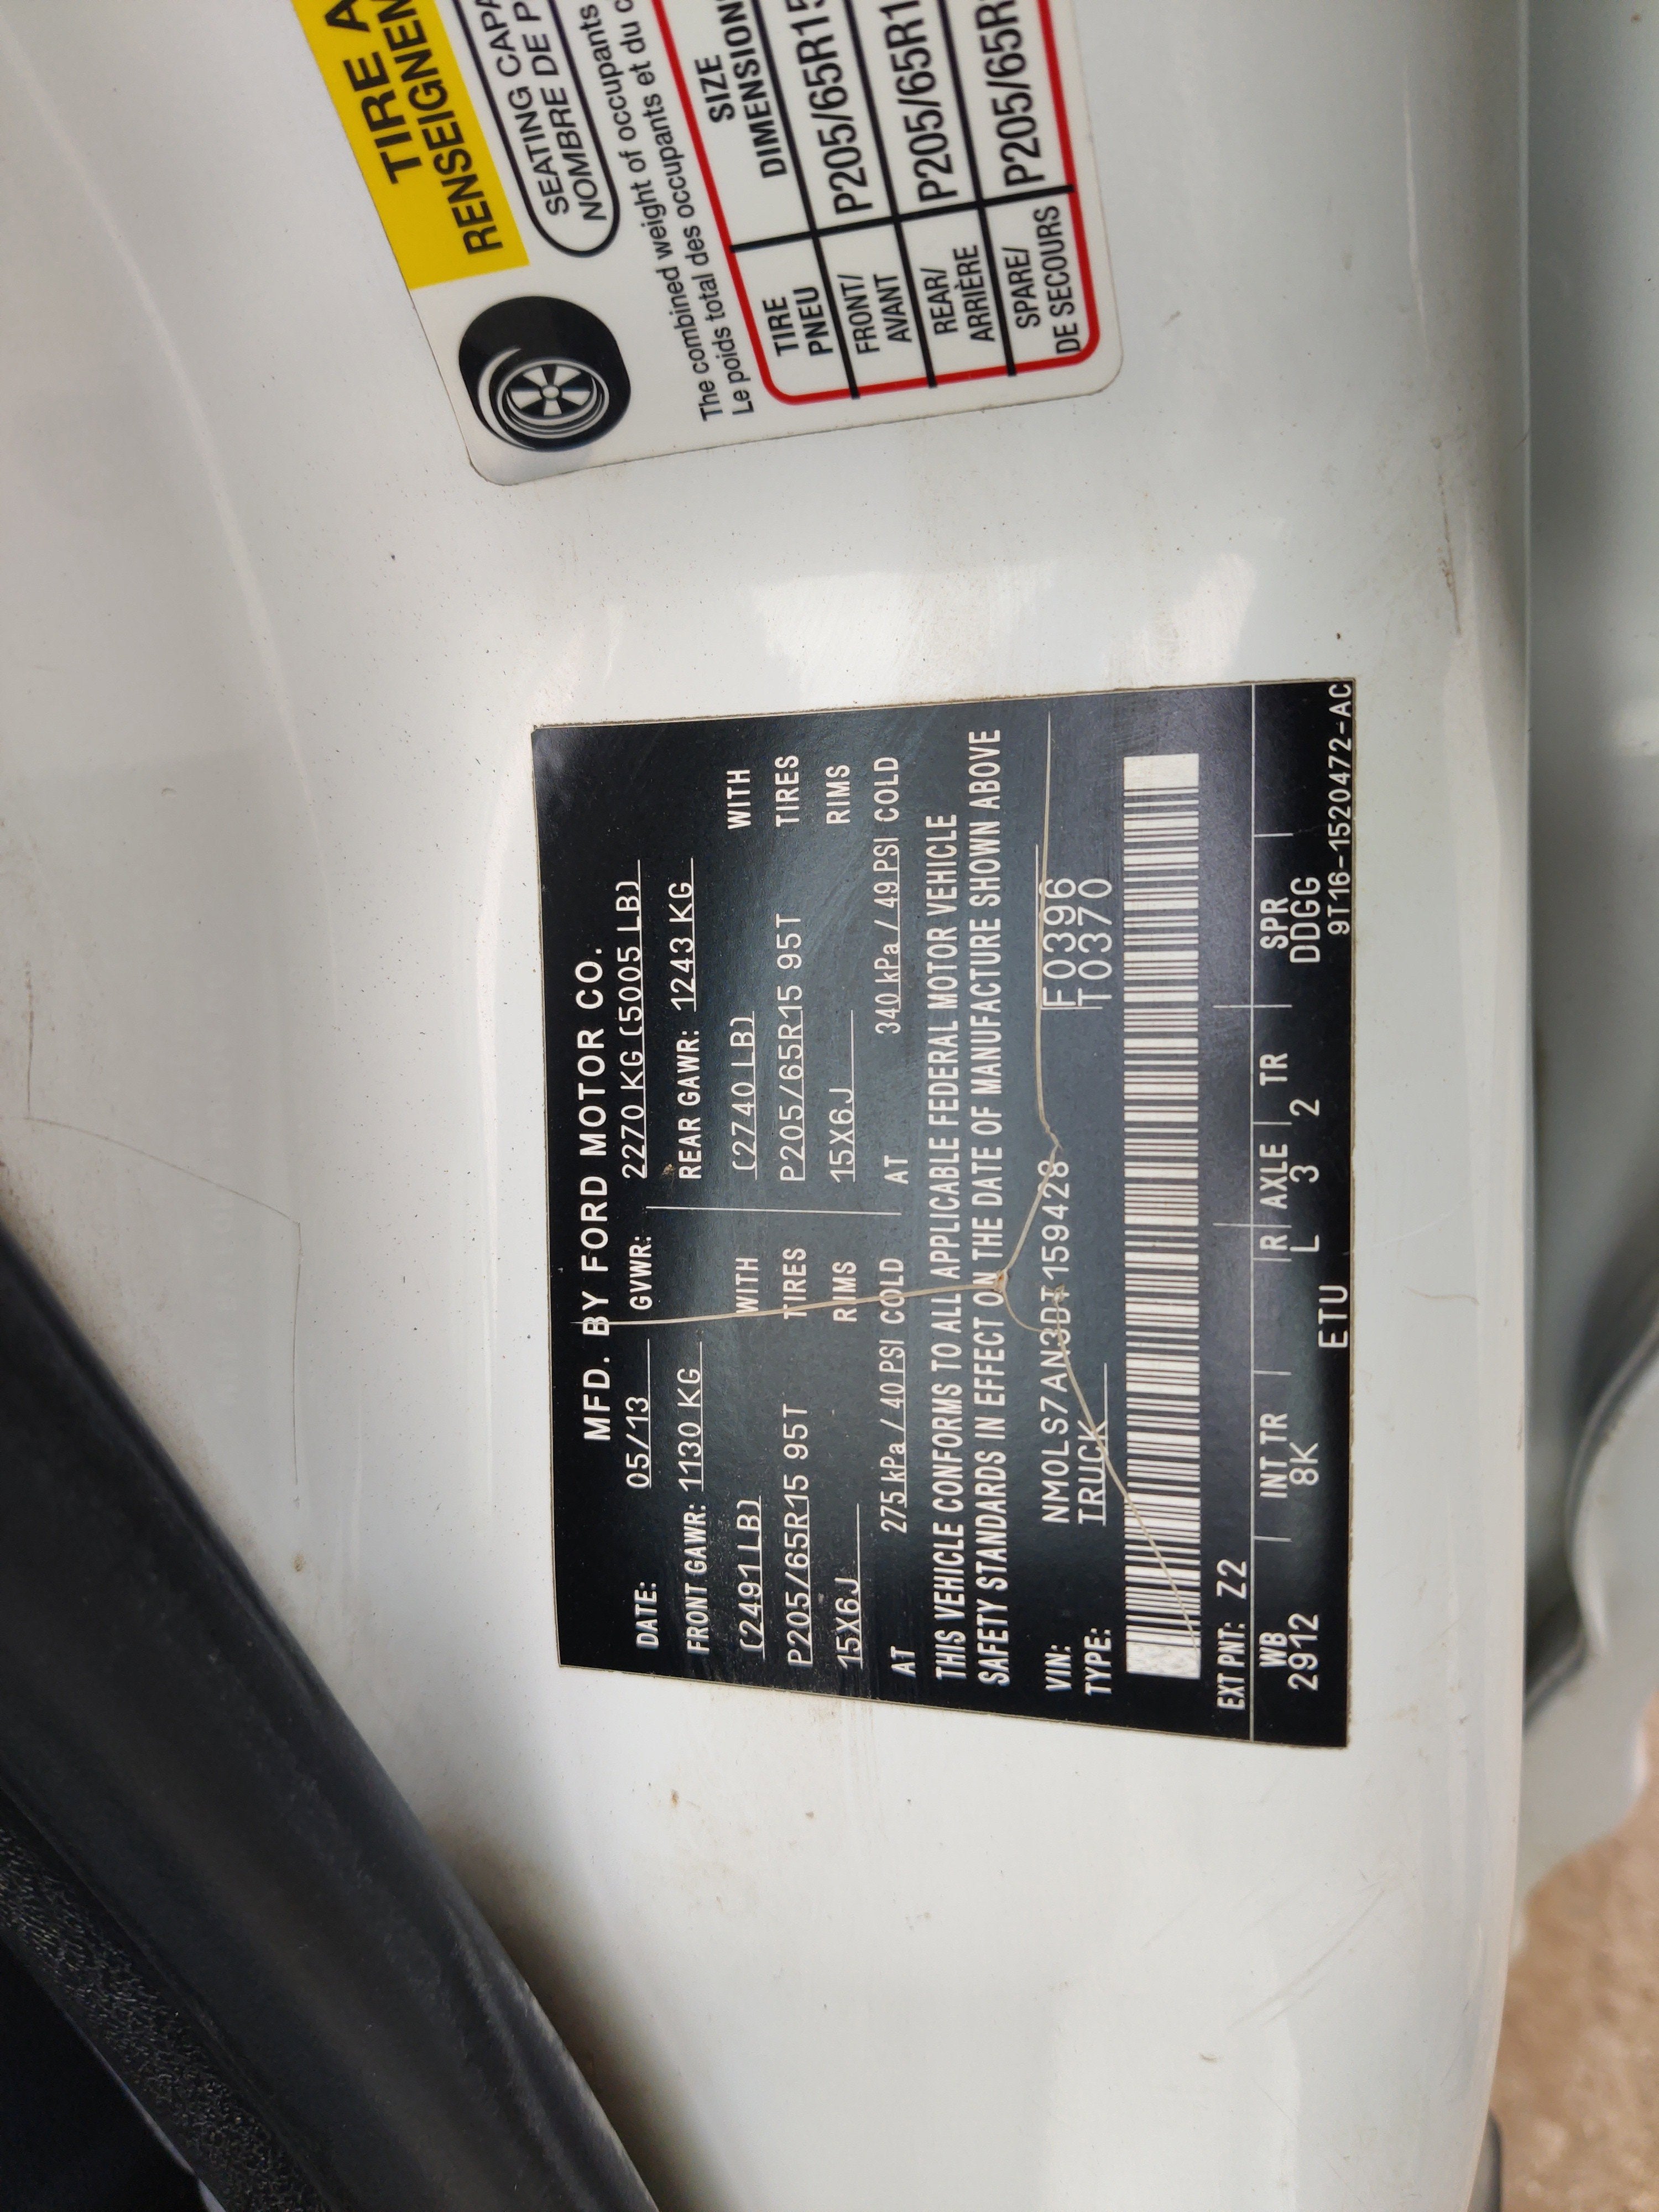 MFD. BY FORD MOTOR CO.
DATE: 05/13 GVWR: 2270 KG (5005 LB)
FRONT GAWR: 1130 KG REAR GAWR: 1243 KG
(2491 LB) WITH (2740 LB) WITH
P205/65R15 95T TIRES P205/65R15 95T TIRES
15X6J RIMS 15X6J RIMS
AT 275 kPa / 40 PSI COLD AT 340 kPa / 49 PSI COLD
THIS VEHICLE CONFORMS TO ALL APPLICABLE FEDERAL MOTOR VEHICLE
SAFETY STANDARDS IN EFFECT ON THE DATE OF MANUFACTURE SHOWN ABOVE
VIN: NM0LS7AN3DT159428 F0396
TYPE: TRUCK T0370
EXT PNT: Z2
WB INT TR R AXLE TR SPR
2912 8K L 3 2 DDGG
ETU 9T16-1520472-AC
TIRE
RENSEIGNEM
SEATING CAPA
NOMBRE DE P
The combined weight of occupants
Le poids total des occupants et du
TIRE SIZE
PNEU DIMENSION
FRONT/ P205/65R15
AVANT
REAR/ P205/65R1
ARRIÈRE
SPARE/ P205/65R
DE SECOURS